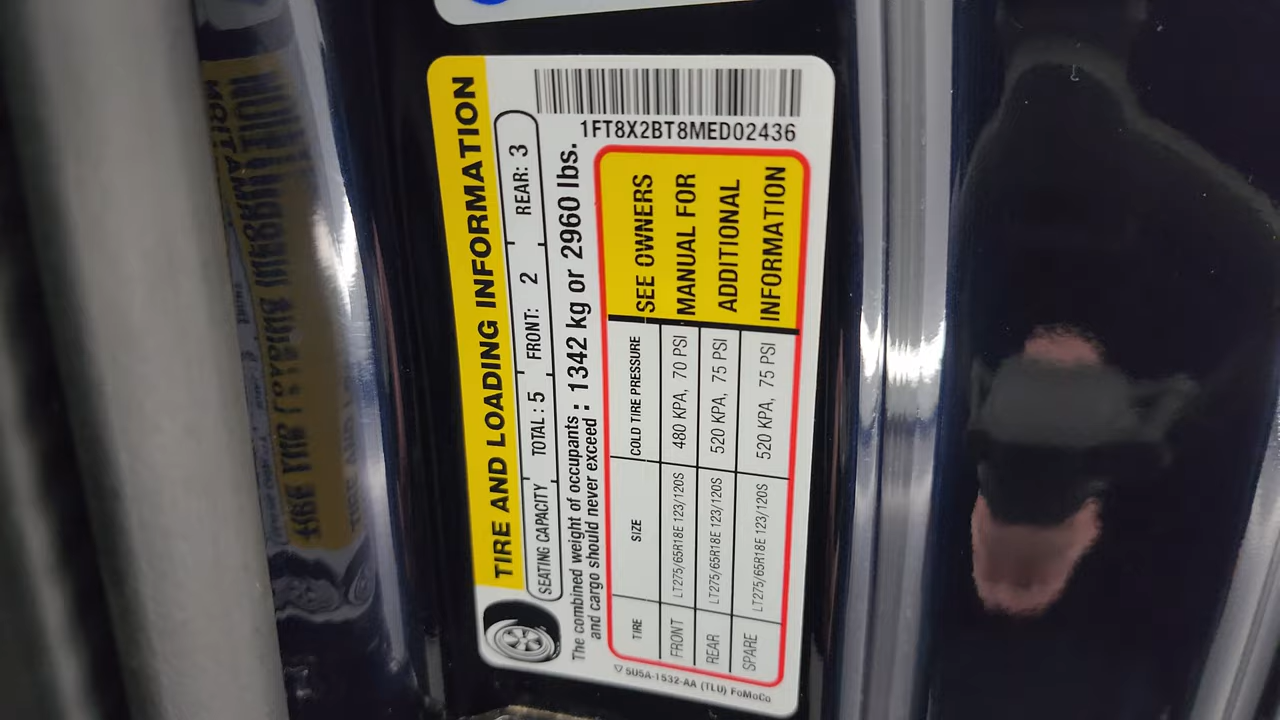 TIRE AND LOADING INFORMATION
SEATING CAPACITY TOTAL : 5 FRONT: 2 REAR: 3
The combined weight of occupants
and cargo should never exceed : 1342 kg or 2960 lbs.
TIRE SIZE COLD TIRE PRESSURE
FRONT LT275/65R18E 123/120S 480 KPA, 70 PSI
REAR LT275/65R18E 123/120S 520 KPA, 75 PSI
SPARE LT275/65R18E 123/120S 520 KPA, 75 PSI
SEE OWNERS
MANUAL FOR
ADDITIONAL
INFORMATION
1FT8X2BT8MED02436
5U5A-1532-AA (TLU) FoMoCo